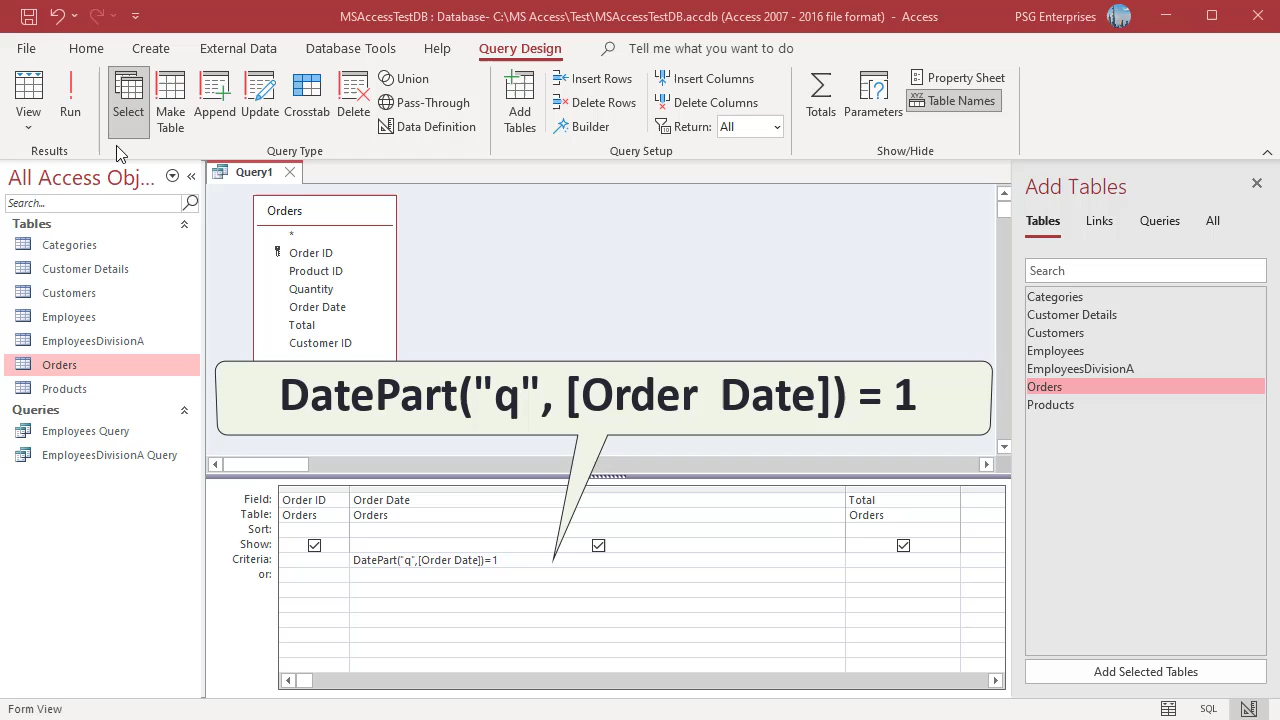 MSAccessTestDB : Database- C:\MS Access\Test\MSAccessTestDB.accdb (Access 2007 - 2016 file format) - Access
PSG Enterprises
File Home Create External Data Database Tools Help Query Design Tell me what you want to do
View
Run
Results
Select
Make Table
Append
Update
Crosstab
Delete
Union
Pass-Through
Data Definition
Query Type
Add Tables
Insert Rows
Delete Rows
Builder
Insert Columns
Delete Columns
Return: All
Query Setup
Totals
Parameters
Property Sheet
XYZ Table Names
Show/Hide
All Access Obj...
Search...
Tables
Categories
Customer Details
Customers
Employees
EmployeesDivisionA
Orders
Products
Queries
Employees Query
EmployeesDivisionA Query
Query1
Orders
*
Order ID
Product ID
Quantity
Order Date
Total
Customer ID
DatePart("q", [Order Date]) = 1
Field: Order ID Order Date Total
Table: Orders Orders Orders
Sort:
Show:
Criteria: DatePart("q",[Order Date])=1
or:
Add Tables
Tables Links Queries All
Search
Categories
Customer Details
Customers
Employees
EmployeesDivisionA
Orders
Products
Add Selected Tables
Form View
SQL